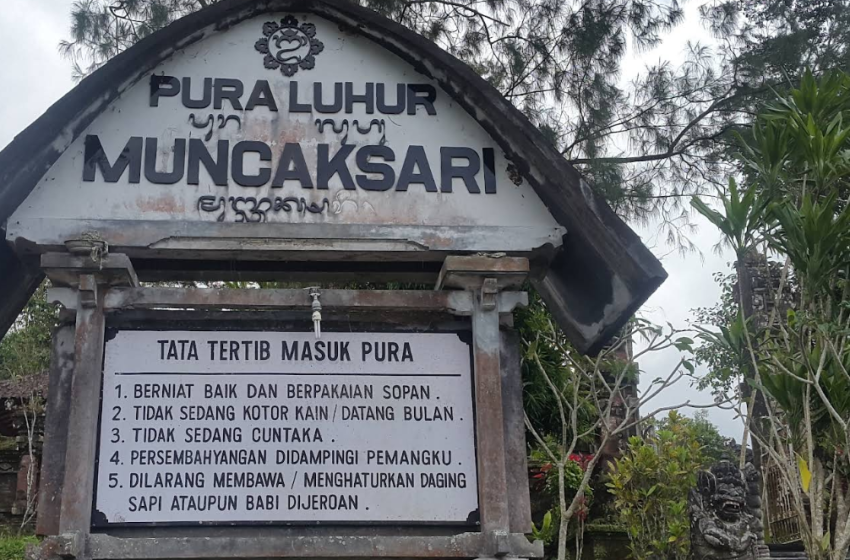 PURA LUHUR
MUNCAKSARI
TATA TERTIB MASUK PURA
1. BERNIAT BAIK DAN BERPAKAIAN SOPAN .
2. TIDAK SEDANG KOTOR KAIN / DATANG BULAN .
3. TIDAK SEDANG CUNTAKA .
4. PERSEMBAHYANGAN DIDAMPINGI PEMANGKU .
5. DILARANG MEMBAWA / MENGHATURKAN DAGING
SAPI ATAUPUN BABI DIJEROAN .